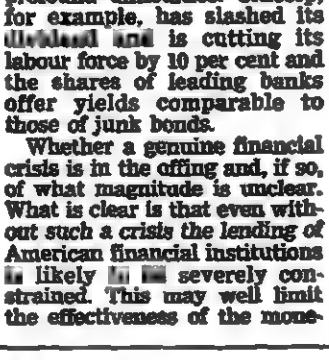 for example, has slashed its
is cutting its
labour force by 10 per cent and
the shares of leading banks
offer yields comparable to
those of junk bonds.
Whether a genuine financial
crisis is in the offing and, if so,
of what magnitude is unclear.
What is clear is that even with-
out such a crisis the lending of
American financial institutions
likely severely con-
strained. This may well limit
the effectiveness of the mone-